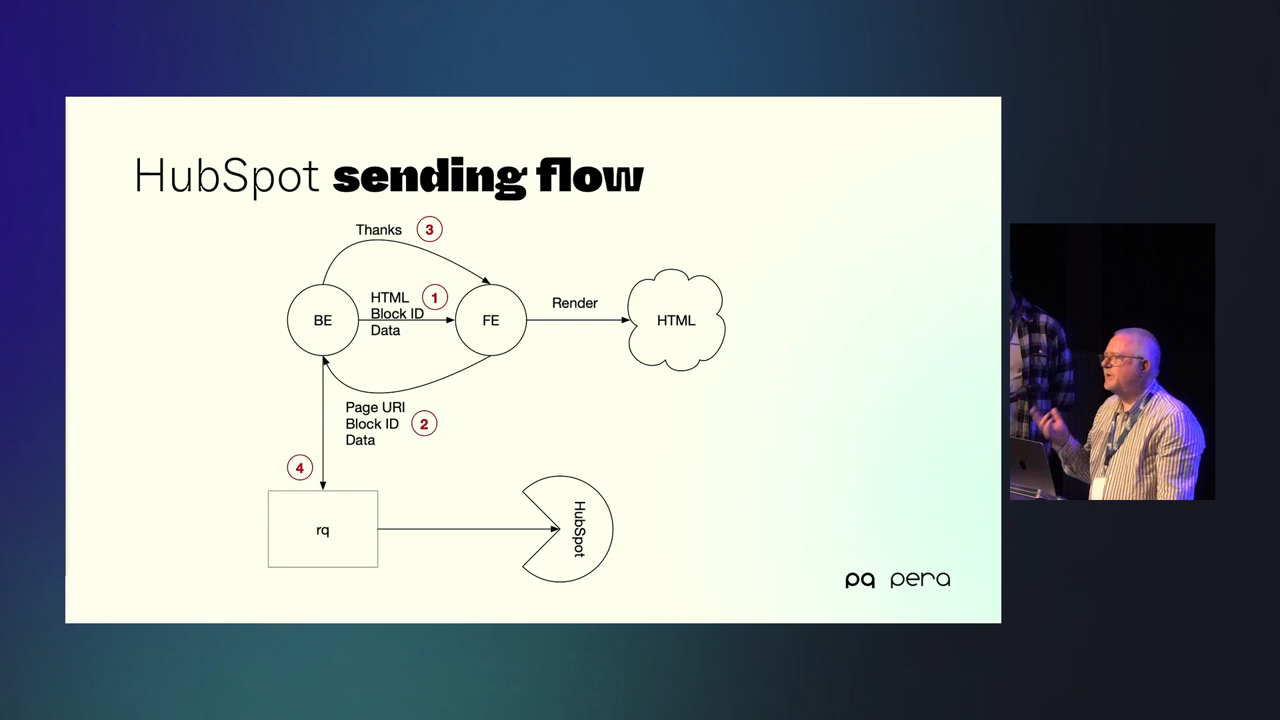 HubSpot sending flow
Thanks
3
HTML
Block ID
Data
1
BE
FE
Render
HTML
Page URI
Block ID
Data
2
4
rq
HubSpot
pq pera